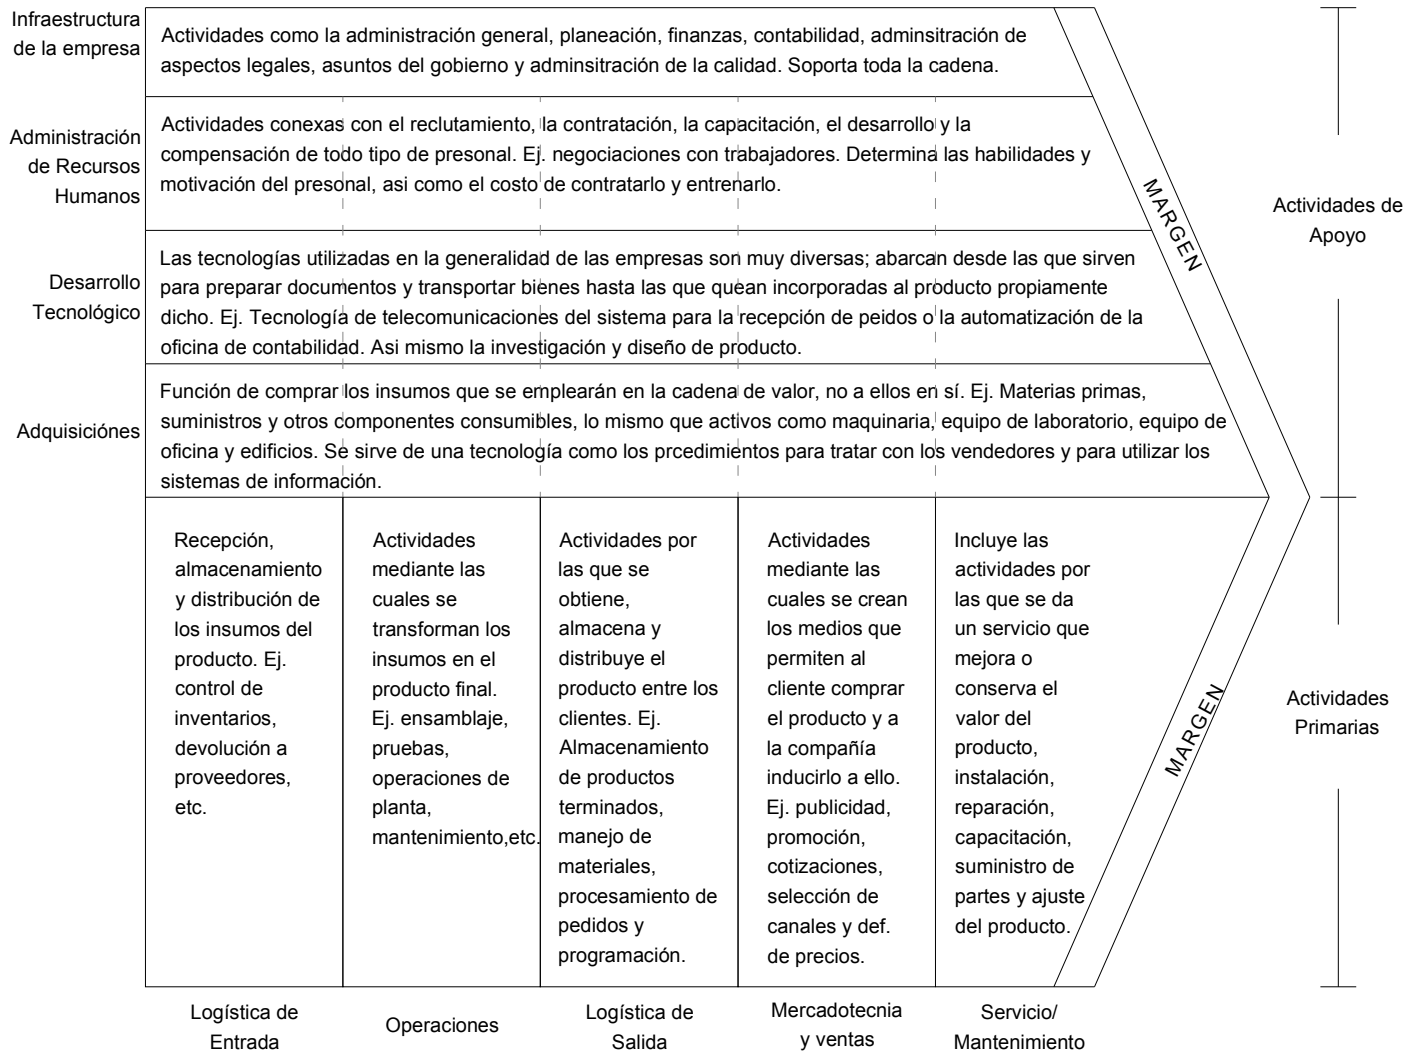 Infraestructura
de la empresa
Actividades como la administración general, planeación, finanzas, contabilidad, adminsitración de
aspectos legales, asuntos del gobierno y adminsitración de la calidad. Soporta toda la cadena.
Administración
de Recursos
Humanos
Actividades conexas con el reclutamiento, la contratación, la capacitación, el desarrollo y la
compensación de todo tipo de presonal. Ej. negociaciones con trabajadores. Determina las habilidades y
motivación del presonal, asi como el costo de contratarlo y entrenarlo.
Desarrollo
Tecnológico
Las tecnologías utilizadas en la generalidad de las empresas son muy diversas; abarcan desde las que sirven
para preparar documentos y transportar bienes hasta las que quean incorporadas al producto propiamente
dicho. Ej. Tecnología de telecomunicaciones del sistema para la recepción de peidos o la automatización de la
oficina de contabilidad. Asi mismo la investigación y diseño de producto.
Adquisiciónes
Función de comprar los insumos que se emplearán en la cadena de valor, no a ellos en sí. Ej. Materias primas,
suministros y otros componentes consumibles, lo mismo que activos como maquinaria, equipo de laboratorio, equipo de
oficina y edificios. Se sirve de una tecnología como los prcedimientos para tratar con los vendedores y para utilizar los
sistemas de información.
MARGEN
Actividades de
Apoyo
Recepción,
almacenamiento
y distribución de
los insumos del
producto. Ej.
control de
inventarios,
devolución a
proveedores,
etc.
Actividades
mediante las
cuales se
transforman los
insumos en el
producto final.
Ej. ensamblaje,
pruebas,
operaciones de
planta,
mantenimiento,etc.
Actividades por
las que se
obtiene,
almacena y
distribuye el
producto entre los
clientes. Ej.
Almacenamiento
de productos
terminados,
manejo de
materiales,
procesamiento de
pedidos y
programación.
Actividades
mediante las
cuales se crean
los medios que
permiten al
cliente comprar
el producto y a
la compañía
inducirlo a ello.
Ej. publicidad,
promoción,
cotizaciones,
selección de
canales y def.
de precios.
Incluye las
actividades por
las que se da
un servicio que
mejora o
conserva el
valor del
producto,
instalación,
reparación,
capacitación,
suministro de
partes y ajuste
del producto.
MARGEN
Actividades
Primarias
Logística de
Entrada
Operaciones
Logística de
Salida
Mercadotecnia
y ventas
Servicio/
Mantenimiento